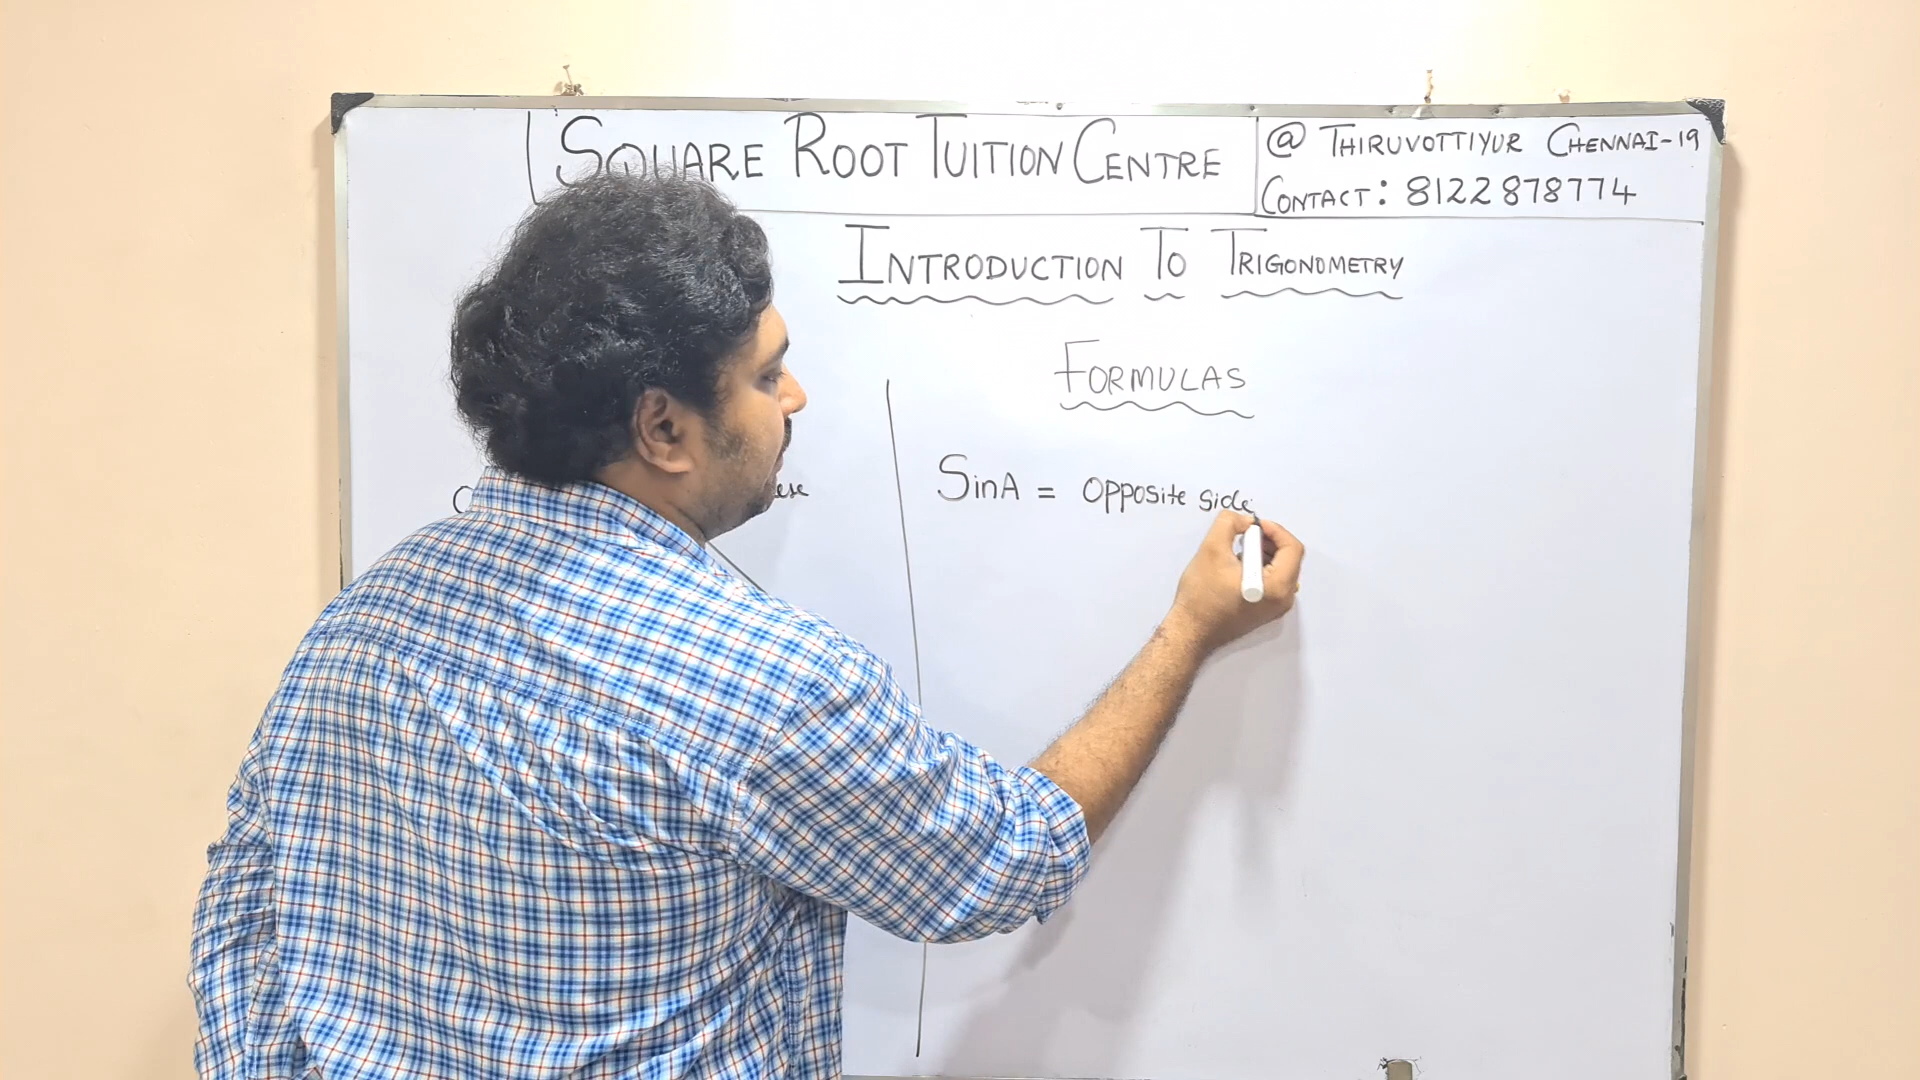 SQUARE ROOT TUITION CENTRE
@ THIRUVOTTIYUR CHENNAI-19
CONTACT: 8122878774
INTRODUCTION TO TRIGONOMETRY
FORMULAS
SinA = opposite side